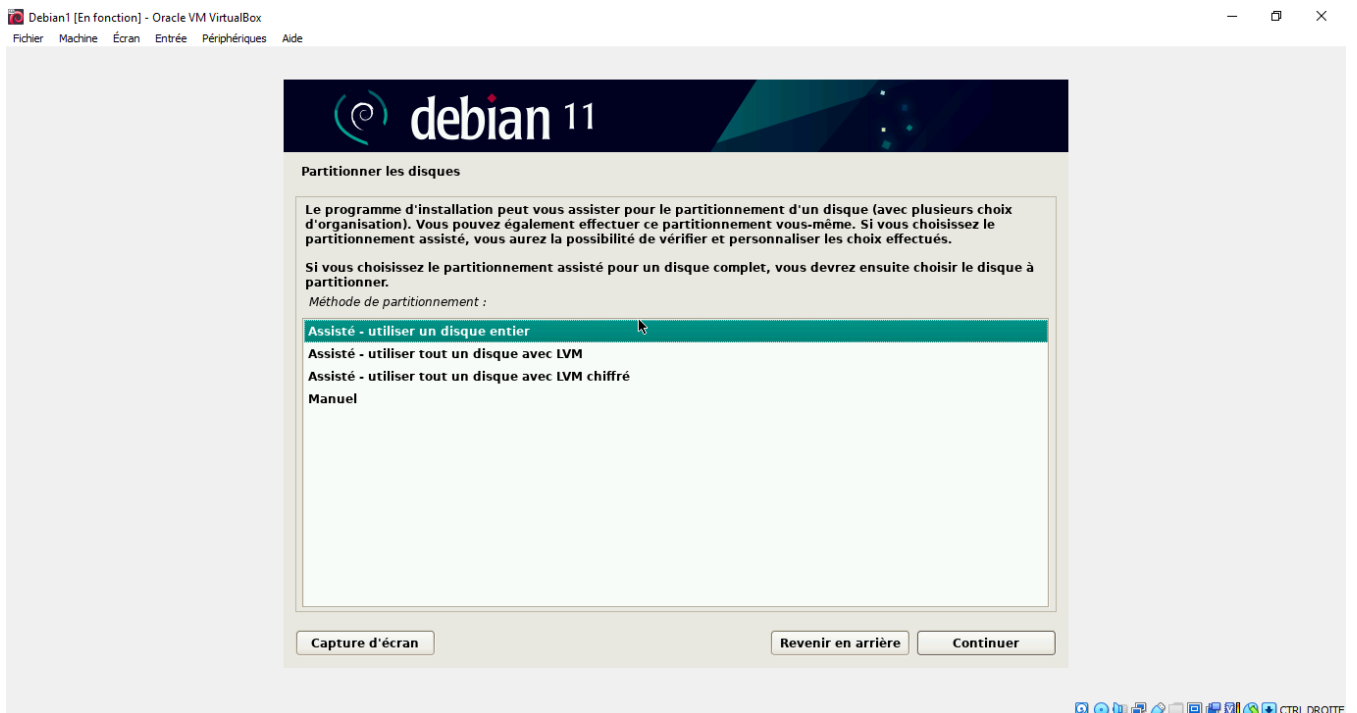 Debian1 [En fonction] - Oracle VM VirtualBox
Fichier Machine Écran Entrée Périphériques Aide
debian 11
Partitionner les disques
Le programme d'installation peut vous assister pour le partitionnement d'un disque (avec plusieurs choix
d'organisation). Vous pouvez également effectuer ce partitionnement vous-même. Si vous choisissez le
partitionnement assisté, vous aurez la possibilité de vérifier et personnaliser les choix effectués.
Si vous choisissez le partitionnement assisté pour un disque complet, vous devrez ensuite choisir le disque à
partitionner.
Méthode de partitionnement :
Assisté - utiliser un disque entier
Assisté - utiliser tout un disque avec LVM
Assisté - utiliser tout un disque avec LVM chiffré
Manuel
Capture d'écran Revenir en arrière Continuer
CTRL DROITE